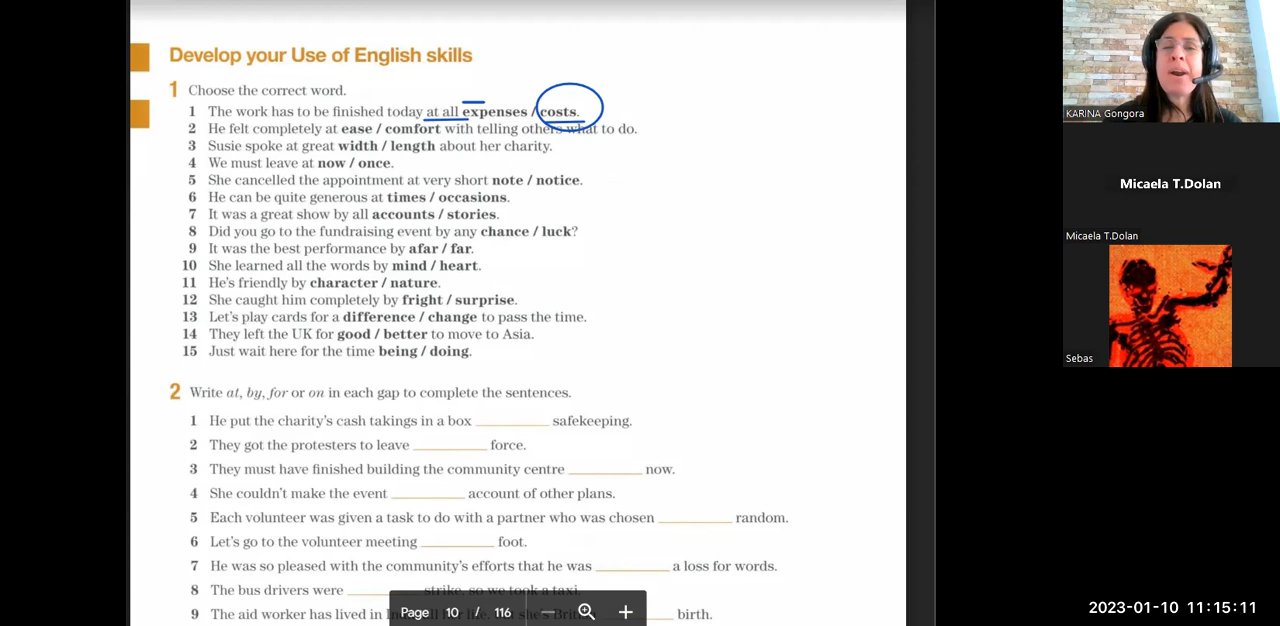 Develop your Use of English skills
1 Choose the correct word.
1 The work has to be finished today at all expenses / costs.
2 He felt completely at ease / comfort with telling others what to do.
3 Susie spoke at great width / length about her charity.
4 We must leave at now / once.
5 She cancelled the appointment at very short note / notice.
6 He can be quite generous at times / occasions.
7 It was a great show by all accounts / stories.
8 Did you go to the fundraising event by any chance / luck?
9 It was the best performance by afar / far.
10 She learned all the words by mind / heart.
11 He's friendly by character / nature.
12 She caught him completely by fright / surprise.
13 Let's play cards for a difference / change to pass the time.
14 They left the UK for good / better to move to Asia.
15 Just wait here for the time being / doing.
2 Write at, by, for or on in each gap to complete the sentences.
1 He put the charity's cash takings in a box ________ safekeeping.
2 They got the protesters to leave ________ force.
3 They must have finished building the community centre ________ now.
4 She couldn't make the event ________ account of other plans.
5 Each volunteer was given a task to do with a partner who was chosen ________ random.
6 Let's go to the volunteer meeting ________ foot.
7 He was so pleased with the community's efforts that he was ________ a loss for words.
8 The bus drivers were ________ strike, so we took a taxi.
9 The aid worker has lived in birth.
Page 10 / 116
KARINA Gongora
Micaela T.Dolan
Micaela T.Dolan
Sebas
2023-01-10 11:15:11